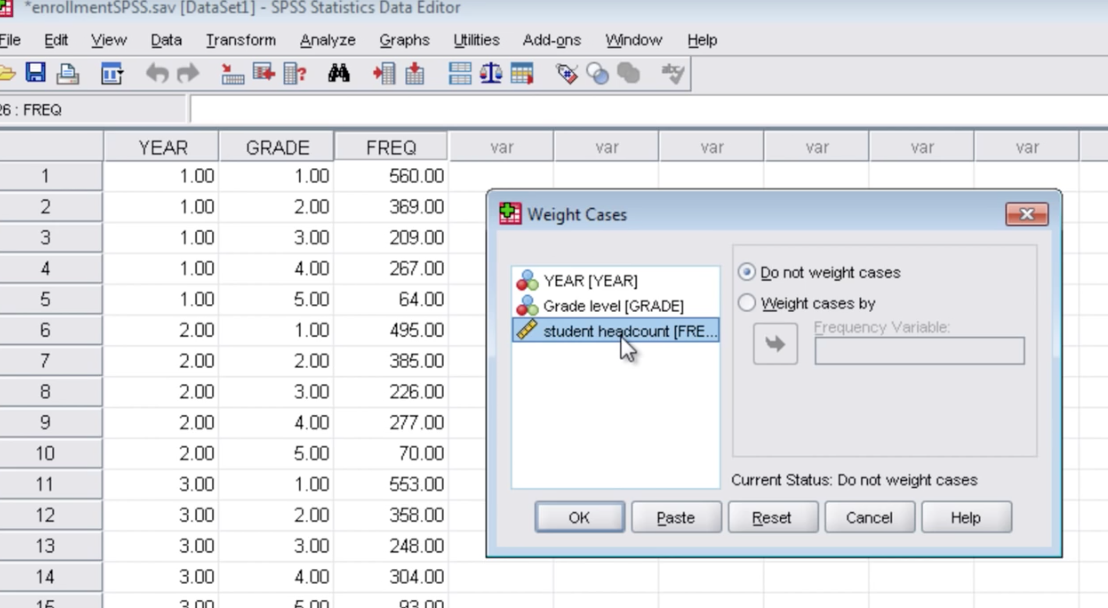 *enrollmentSPSS.sav [DataSet1] - SPSS Statistics Data Editor
File Edit View Data Transform Analyze Graphs Utilities Add-ons Window Help
26 : FREQ
YEAR GRADE FREQ var var var var var var
1 1.00 1.00 560.00
2 1.00 2.00 369.00
3 1.00 3.00 209.00
4 1.00 4.00 267.00
5 1.00 5.00 64.00
6 2.00 1.00 495.00
7 2.00 2.00 385.00
8 2.00 3.00 226.00
9 2.00 4.00 277.00
10 2.00 5.00 70.00
11 3.00 1.00 553.00
12 3.00 2.00 358.00
13 3.00 3.00 248.00
14 3.00 4.00 304.00
15 3.00 5.00 93.00
Weight Cases
YEAR [YEAR]
Grade level [GRADE]
student headcount [FRE...
Do not weight cases
Weight cases by
Frequency Variable:
Current Status: Do not weight cases
OK Paste Reset Cancel Help